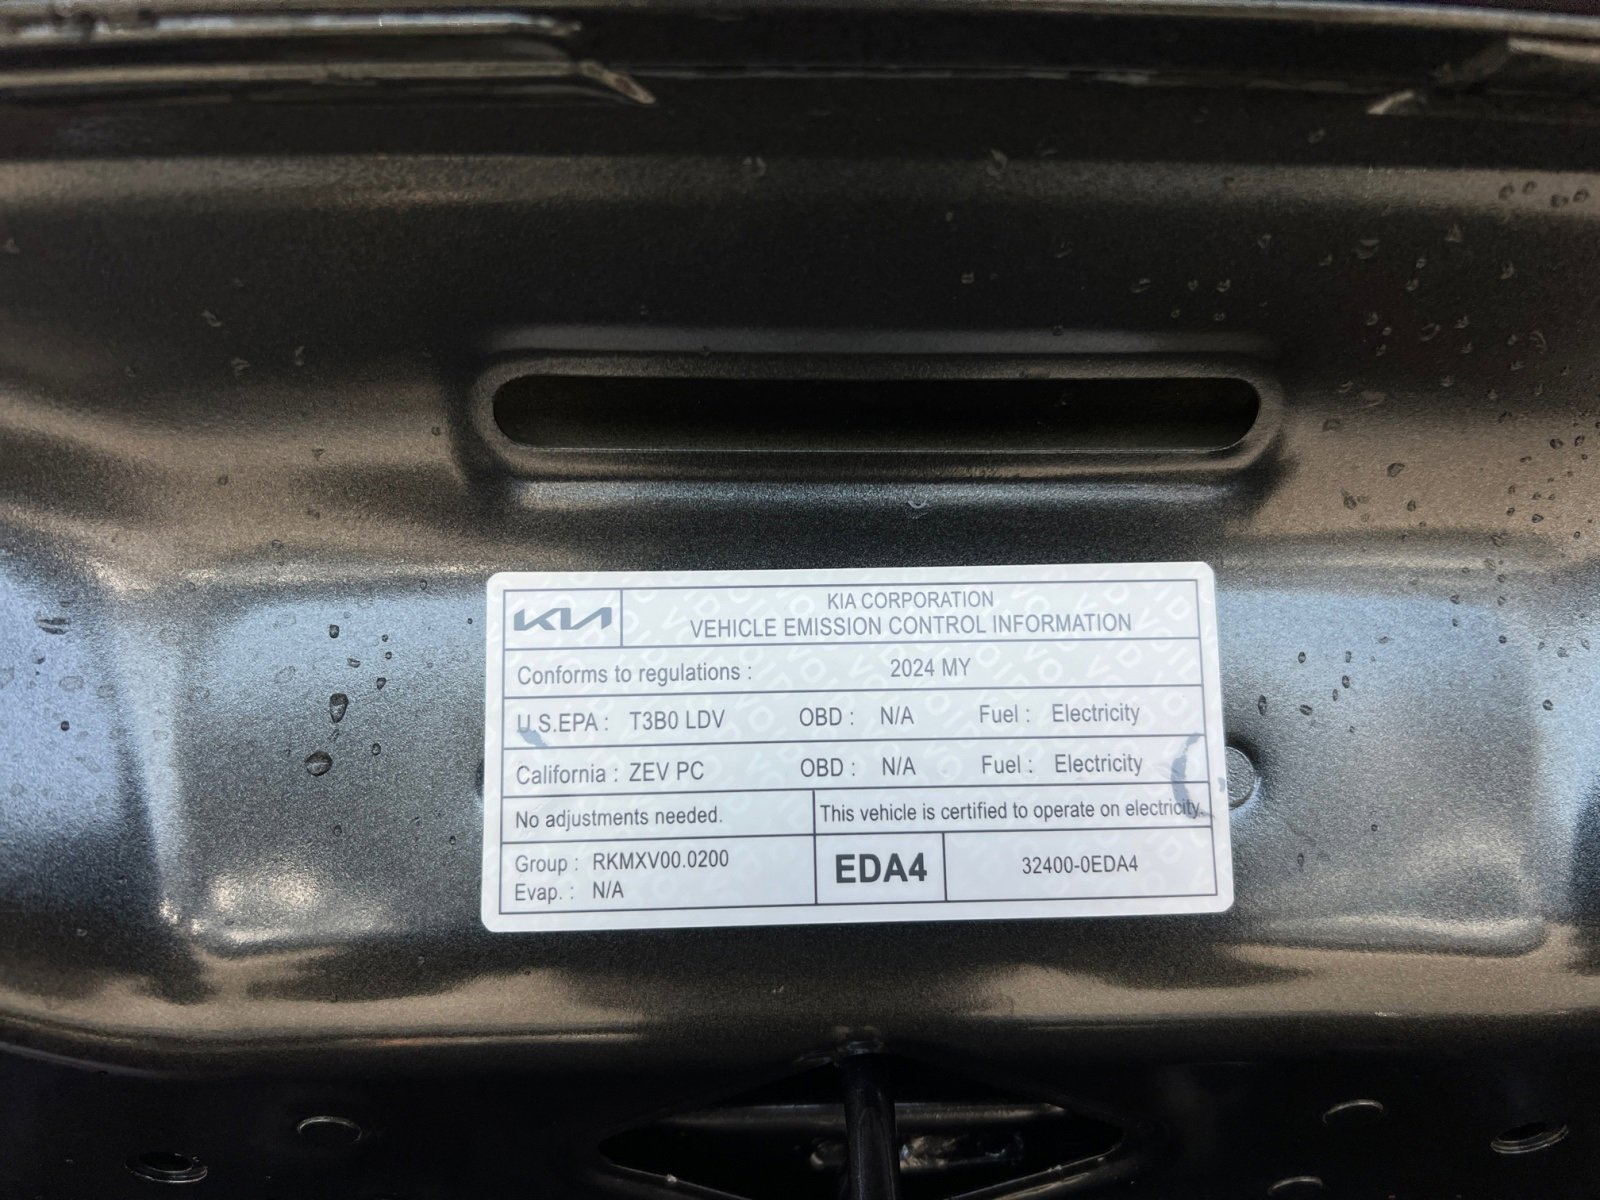 KIA
KIA CORPORATION
VEHICLE EMISSION CONTROL INFORMATION
Conforms to regulations : 2024 MY
U.S.EPA : T3B0 LDV OBD : N/A Fuel : Electricity
California : ZEV PC OBD : N/A Fuel : Electricity
No adjustments needed. This vehicle is certified to operate on electricity.
Group : RKMXV00.0200
Evap. : N/A
EDA4 32400-0EDA4